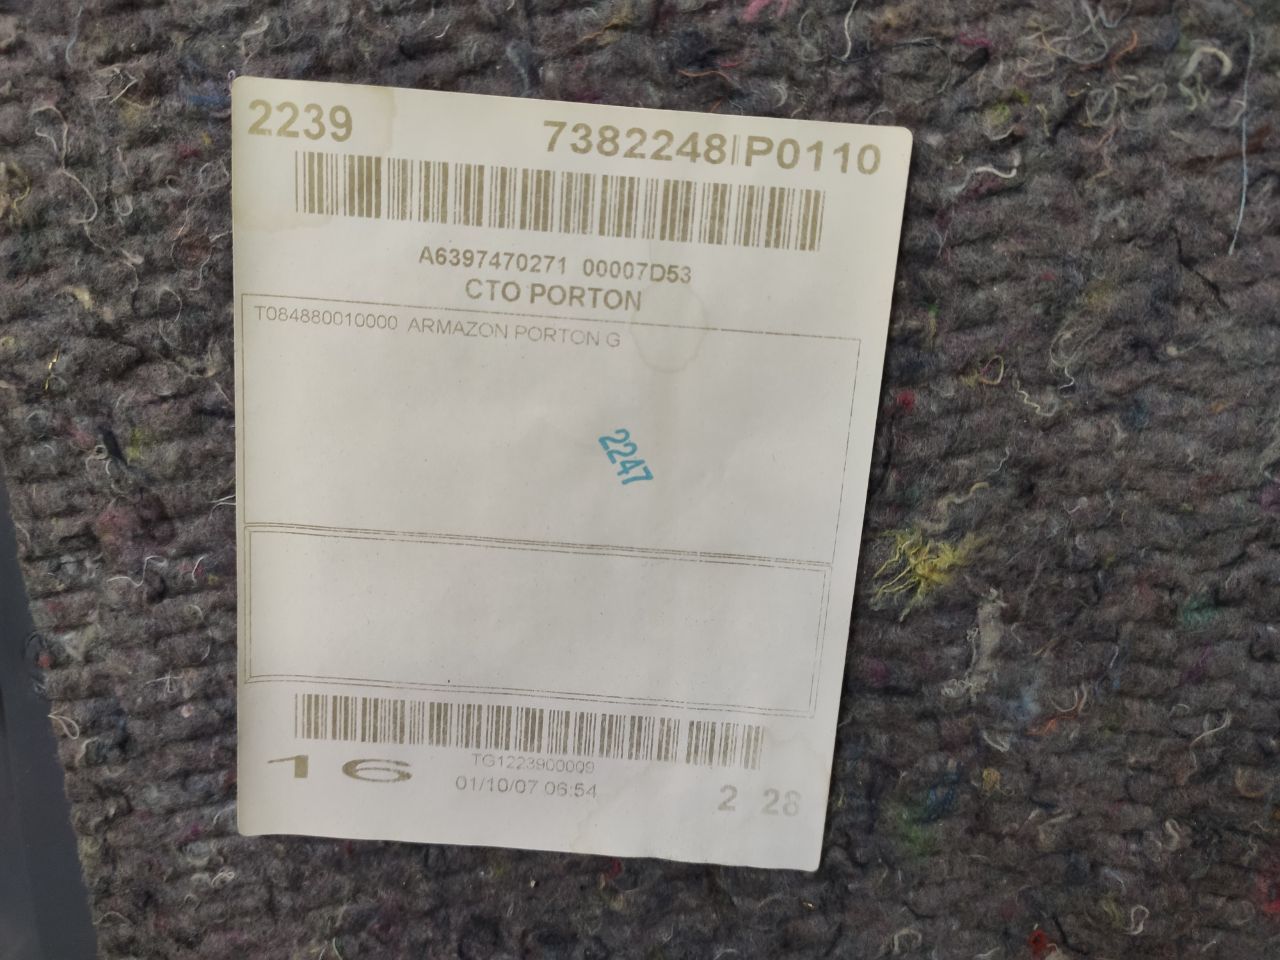 2239 7382248 P0110
A6397470271 00007D53
CTO PORTON
T084880010000 ARMAZON PORTON G
2247
TG1223900009
16
01/10/07 06:54
2 28